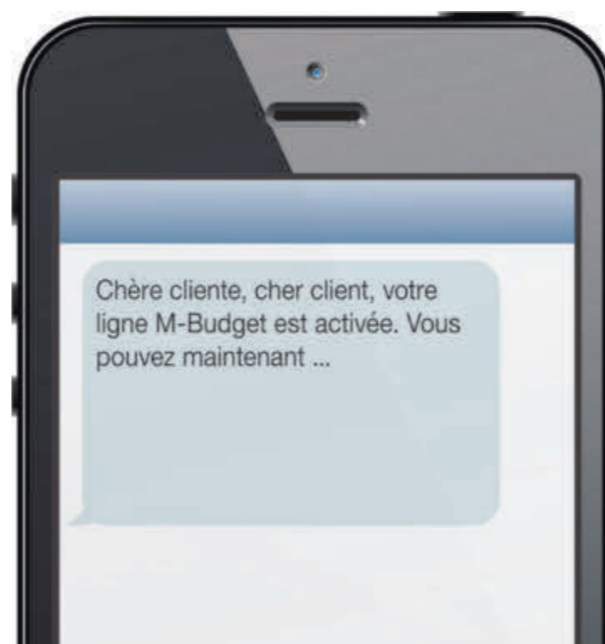 Chère cliente, cher client, votre
ligne M-Budget est activée. Vous
pouvez maintenant ...